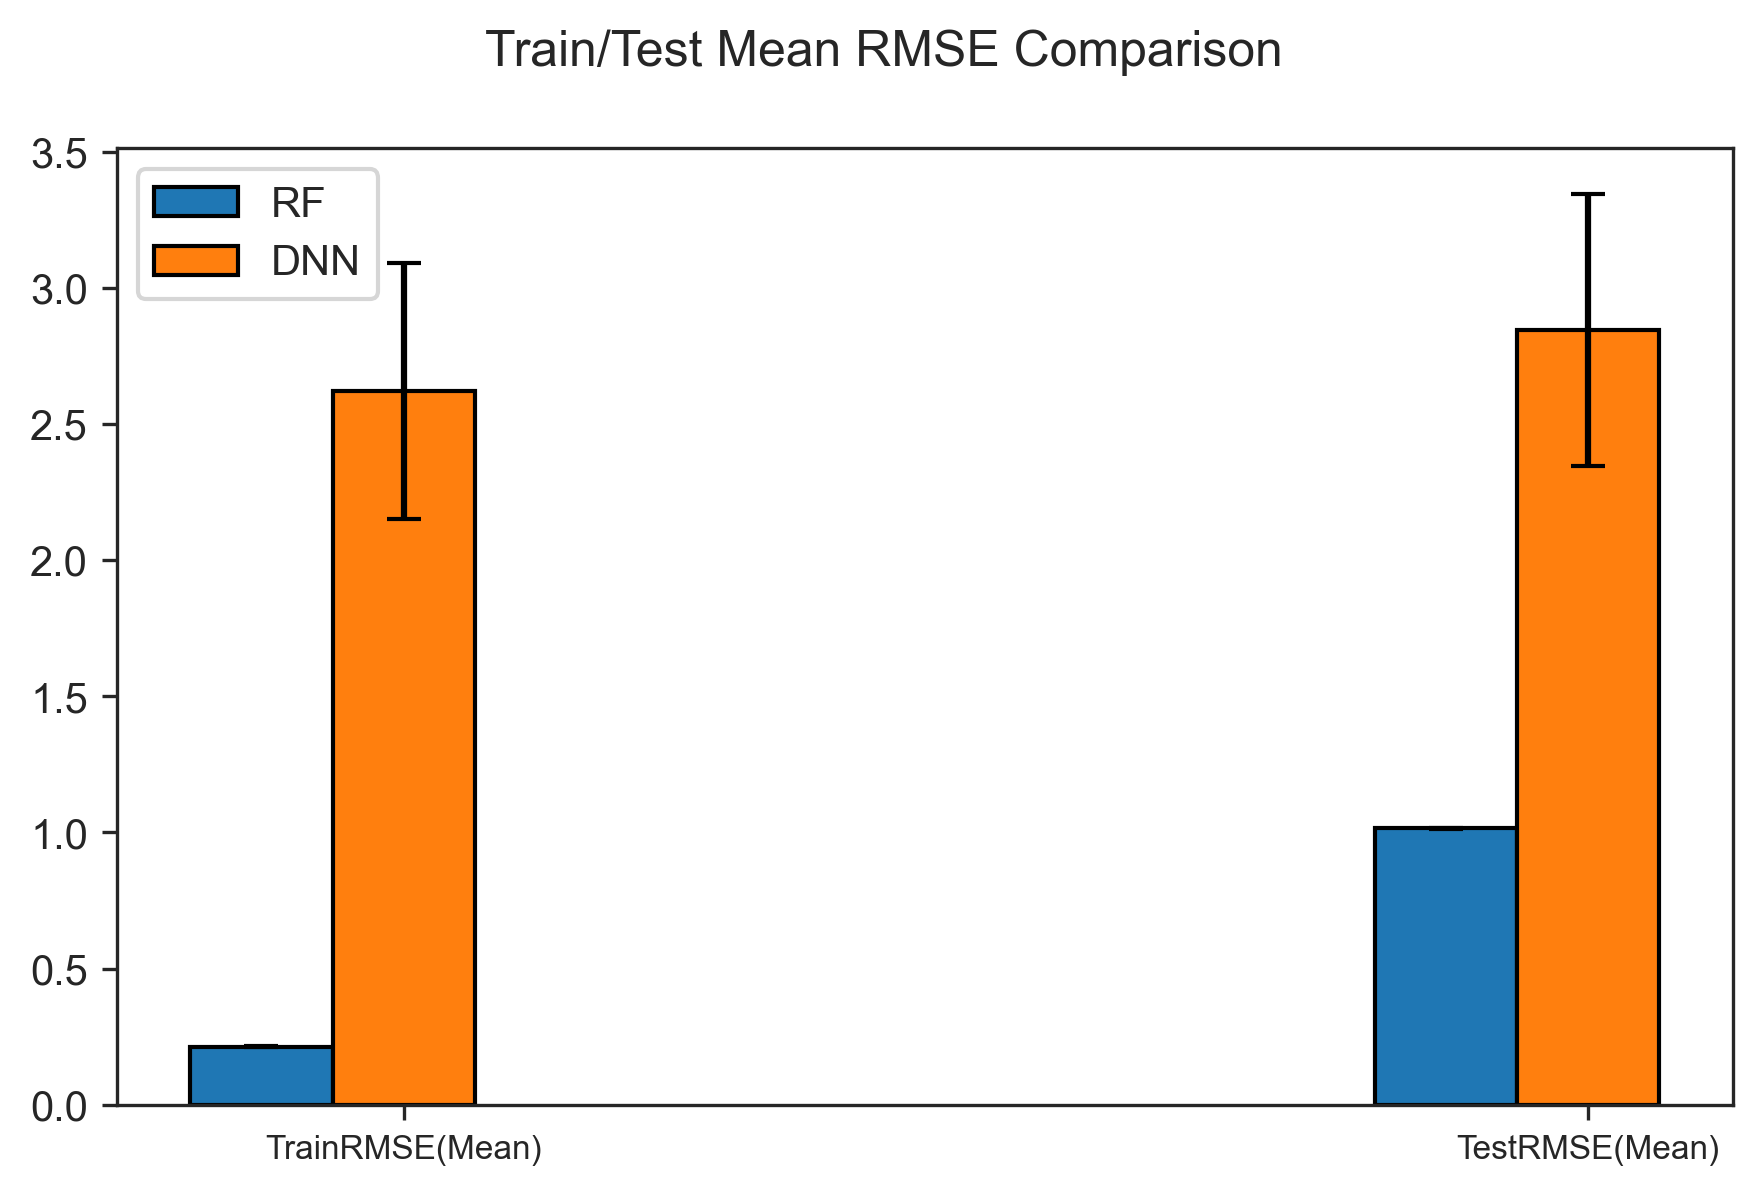 Train/Test Mean RMSE Comparison
3.5
3.0
2.5
2.0
1.5
1.0
0.5
0.0
RF
DNN
TrainRMSE(Mean)
TestRMSE(Mean)